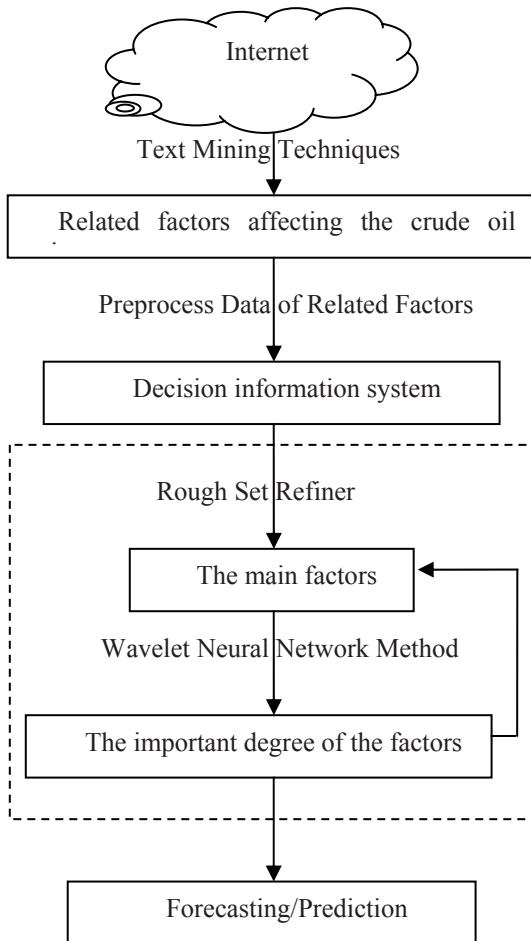 Internet
Text Mining Techniques
Related factors affecting the crude oil
Preprocess Data of Related Factors
Decision information system
Rough Set Refiner
The main factors
Wavelet Neural Network Method
The important degree of the factors
Forecasting/Prediction